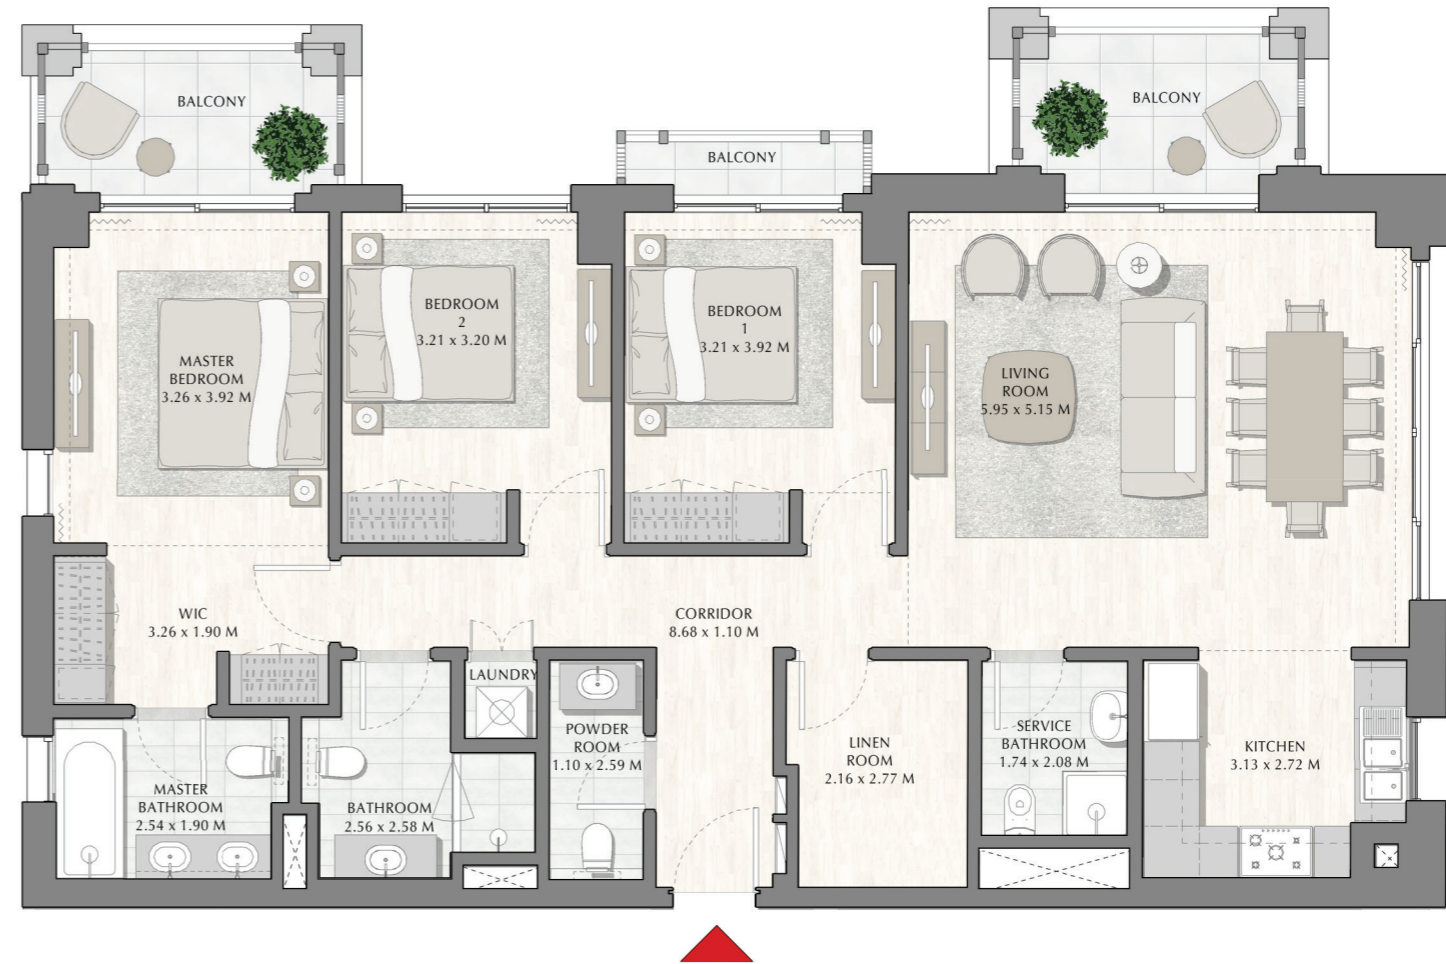 BALCONY
BALCONY
BALCONY
MASTER
BEDROOM
3.26 x 3.92 M
BEDROOM
2
3.21 x 3.20 M
BEDROOM
1
3.21 x 3.92 M
LIVING
ROOM
5.95 x 5.15 M
WIC
3.26 x 1.90 M
CORRIDOR
8.68 x 1.10 M
LAUNDRY
MASTER
BATHROOM
2.54 x 1.90 M
BATHROOM
2.56 x 2.58 M
POWDER
ROOM
1.10 x 2.59 M
LINEN
ROOM
2.16 x 2.77 M
SERVICE
BATHROOM
1.74 x 2.08 M
KITCHEN
3.13 x 2.72 M